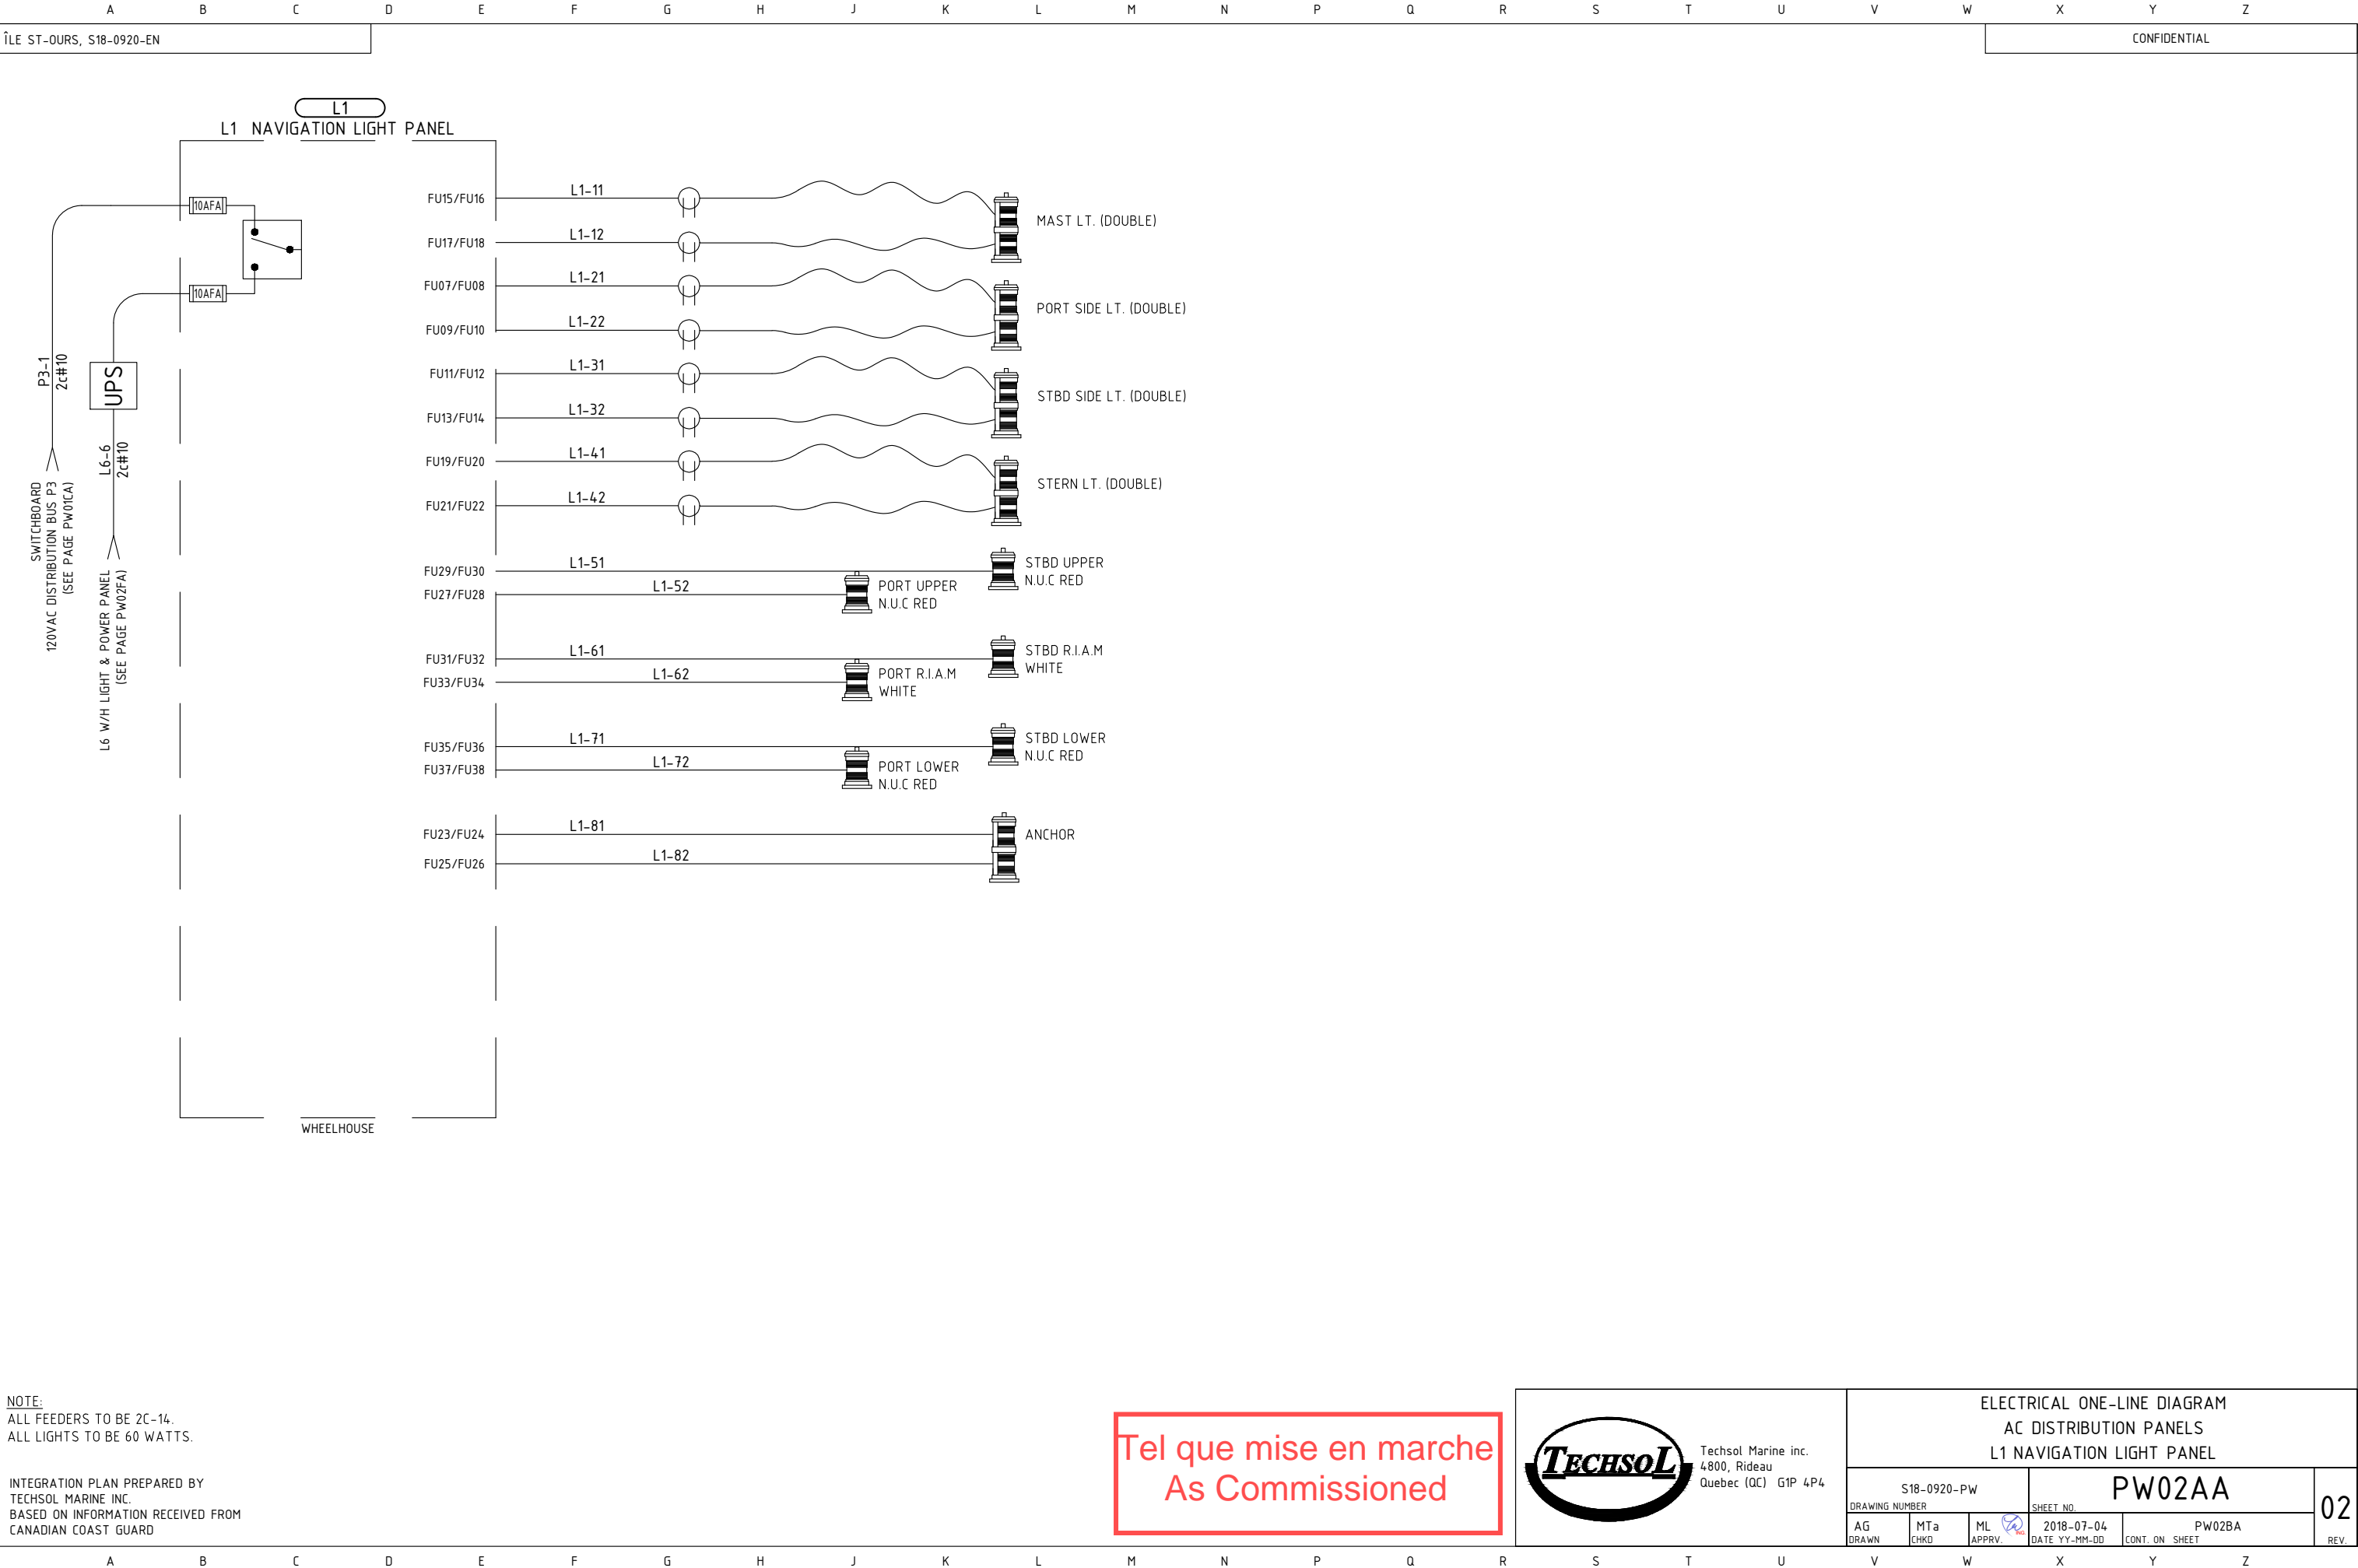 A B C D E F G H J K L M N P Q R S T U V W X Y Z
ÎLE ST-OURS, S18-0920-EN
CONFIDENTIAL
L1
L1 NAVIGATION LIGHT PANEL
10AFA
10AFA
P3-1
2c#10
UPS
L6-6
2c#10
SWITCHBOARD
120VAC DISTRIBUTION BUS P3
(SEE PAGE PW01CA)
L6 W/H LIGHT & POWER PANEL
(SEE PAGE PW02FA)
FU15/FU16 L1-11
FU17/FU18 L1-12
MAST LT. (DOUBLE)
FU07/FU08 L1-21
FU09/FU10 L1-22
PORT SIDE LT. (DOUBLE)
FU11/FU12 L1-31
FU13/FU14 L1-32
STBD SIDE LT. (DOUBLE)
FU19/FU20 L1-41
FU21/FU22 L1-42
STERN LT. (DOUBLE)
FU29/FU30 L1-51
STBD UPPER
N.U.C RED
FU27/FU28 L1-52
PORT UPPER
N.U.C RED
FU31/FU32 L1-61
STBD R.I.A.M
WHITE
FU33/FU34 L1-62
PORT R.I.A.M
WHITE
FU35/FU36 L1-71
STBD LOWER
N.U.C RED
FU37/FU38 L1-72
PORT LOWER
N.U.C RED
FU23/FU24 L1-81
ANCHOR
FU25/FU26 L1-82
WHEELHOUSE
NOTE:
ALL FEEDERS TO BE 2C-14.
ALL LIGHTS TO BE 60 WATTS.
INTEGRATION PLAN PREPARED BY
TECHSOL MARINE INC.
BASED ON INFORMATION RECEIVED FROM
CANADIAN COAST GUARD
Tel que mise en marche
As Commissioned
TECHSOL
Techsol Marine inc.
4800, Rideau
Quebec (QC) G1P 4P4
ELECTRICAL ONE-LINE DIAGRAM
AC DISTRIBUTION PANELS
L1 NAVIGATION LIGHT PANEL
S18-0920-PW
DRAWING NUMBER
PW02AA
SHEET NO.
02
REV.
AG
DRAWN
MTa
CHKD
ML
APPRV.
2018-07-04
DATE YY-MM-DD
PW02BA
CONT. ON SHEET
A B C D E F G H J K L M N P Q R S T U V W X Y Z